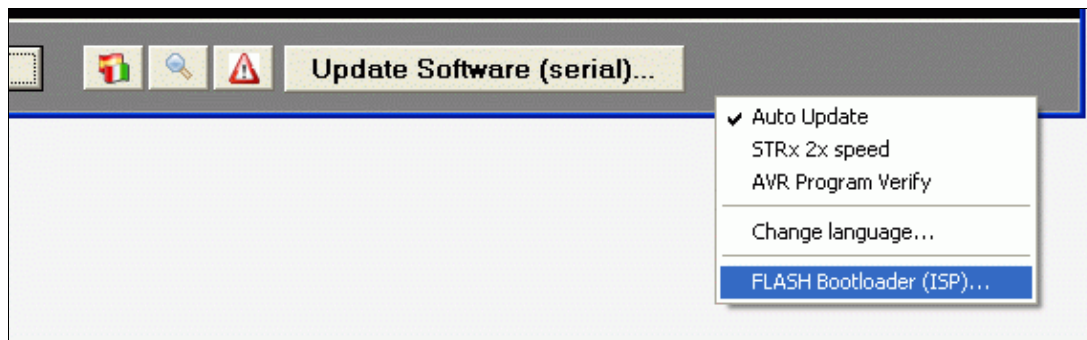 Update Software (serial)...
Auto Update
STRx 2x speed
AVR Program Verify
Change language...
FLASH Bootloader (ISP)...